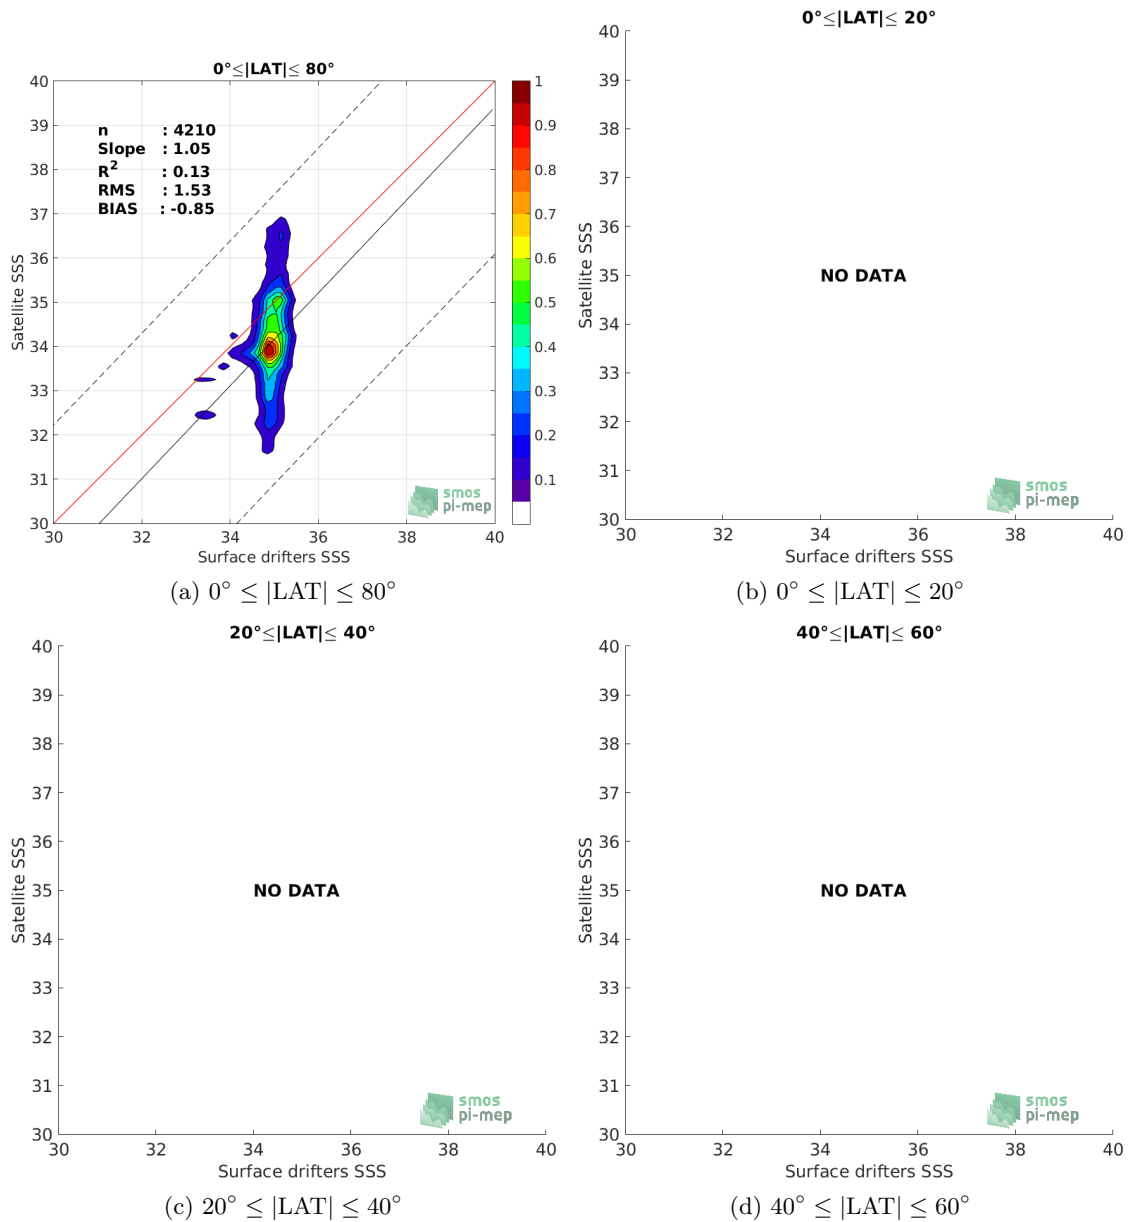 0°≤|LAT|≤ 80°
40
39
38
37
36
35
34
33
32
31
30
Satellite SSS
n : 4210
Slope : 1.05
R² : 0.13
RMS : 1.53
BIAS : -0.85
1
0.9
0.8
0.7
0.6
0.5
0.4
0.3
0.2
0.1
smos
pi-mep
30 32 34 36 38 40
Surface drifters SSS
(a) 0° ≤ |LAT| ≤ 80°
0°≤|LAT|≤ 20°
40
39
38
37
36
35
34
33
32
31
30
Satellite SSS
NO DATA
smos
pi-mep
30 32 34 36 38 40
Surface drifters SSS
(b) 0° ≤ |LAT| ≤ 20°
20°≤|LAT|≤ 40°
40
39
38
37
36
35
34
33
32
31
30
Satellite SSS
NO DATA
smos
pi-mep
30 32 34 36 38 40
Surface drifters SSS
(c) 20° ≤ |LAT| ≤ 40°
40°≤|LAT|≤ 60°
40
39
38
37
36
35
34
33
32
31
30
Satellite SSS
NO DATA
smos
pi-mep
30 32 34 36 38 40
Surface drifters SSS
(d) 40° ≤ |LAT| ≤ 60°